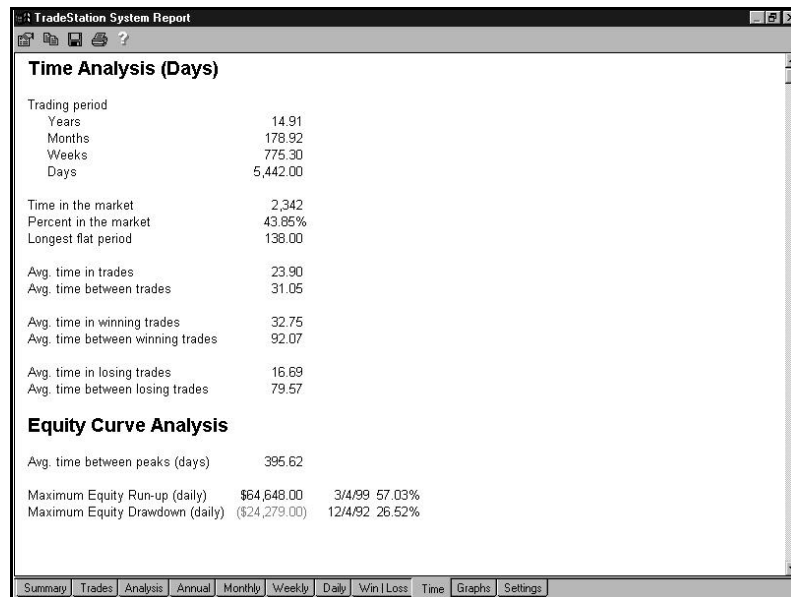 TradeStation System Report
Time Analysis (Days)
Trading period
Years 14.91
Months 178.92
Weeks 775.30
Days 5,442.00
Time in the market 2,342
Percent in the market 43.85%
Longest flat period 138.00
Avg. time in trades 23.90
Avg. time between trades 31.05
Avg. time in winning trades 32.75
Avg. time between winning trades 92.07
Avg. time in losing trades 16.69
Avg. time between losing trades 79.57
Equity Curve Analysis
Avg. time between peaks (days) 395.62
Maximum Equity Run-up (daily) $64,648.00 3/4/99 57.03%
Maximum Equity Drawdown (daily) ($24,279.00) 12/4/92 26.52%
Summary Trades Analysis Annual Monthly Weekly Daily Win | Loss Time Graphs Settings